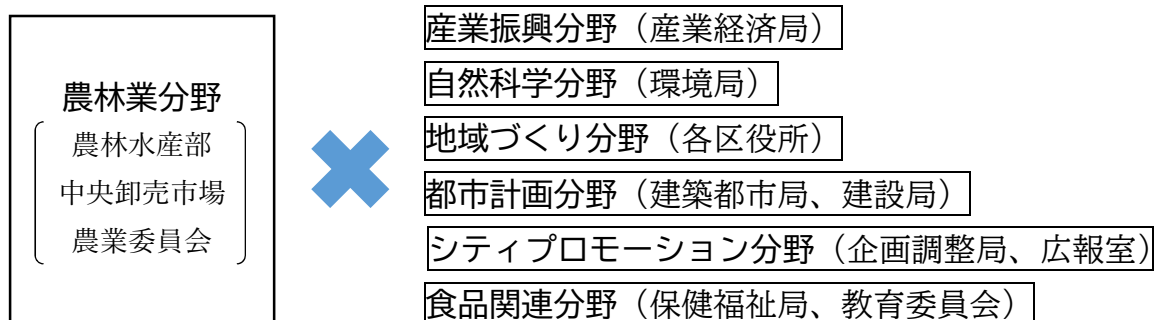 農林業分野
農林水産部
中央卸売市場
農業委員会
産業振興分野（産業経済局）
自然科学分野（環境局）
地域づくり分野（各区役所）
都市計画分野（建築都市局、建設局）
シティプロモーション分野（企画調整局、広報室）
食品関連分野（保健福祉局、教育委員会）